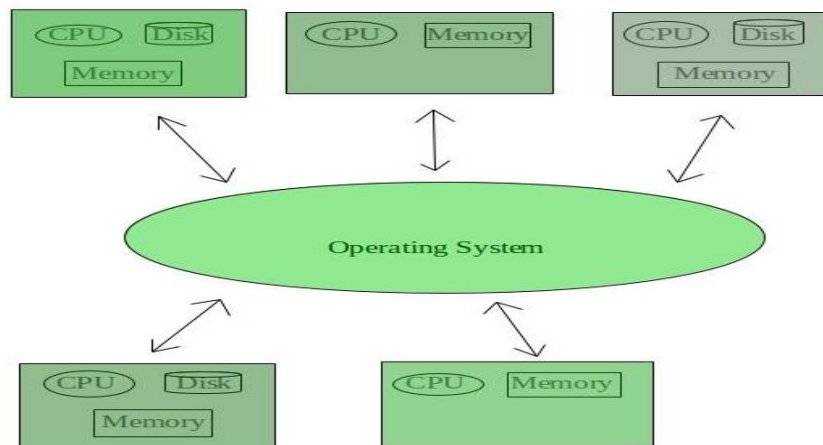 CPU Disk
Memory
CPU Memory
CPU Disk
Memory
Operating System
CPU Disk
Memory
CPU Memory